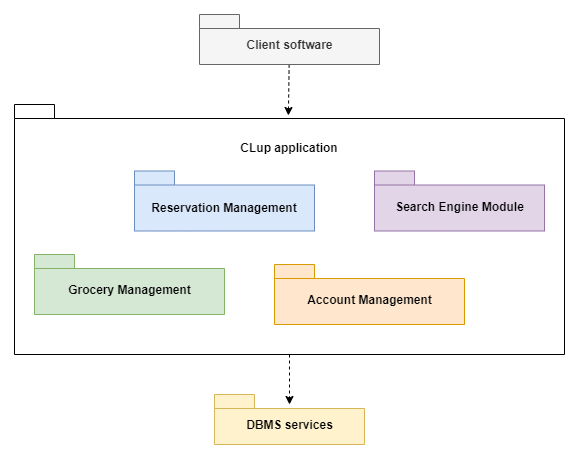 Client software
CLup application
Reservation Management
Search Engine Module
Grocery Management
Account Management
DBMS services